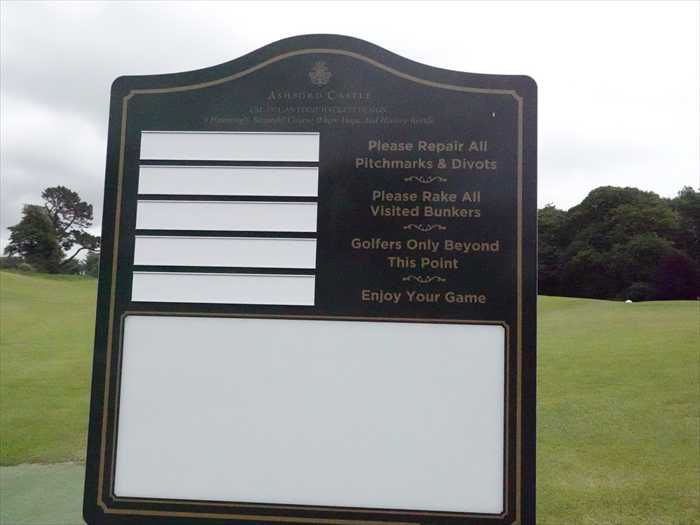 ASHFORD CASTLE
Please Repair All
Pitchmarks & Divots
Please Rake All
Visited Bunkers
Golfers Only Beyond
This Point
Enjoy Your Game